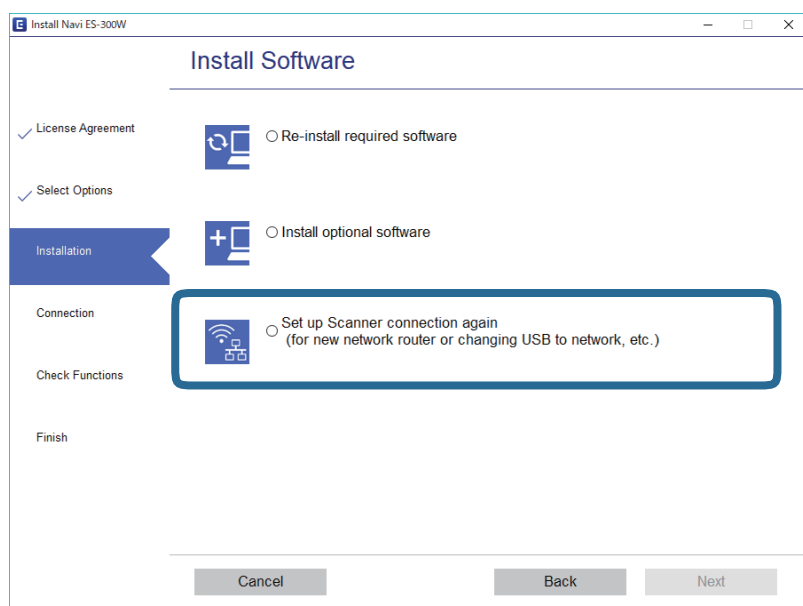 E Install Navi ES-300W
Install Software
License Agreement
Select Options
Installation
Connection
Check Functions
Finish
Re-install required software
Install optional software
Set up Scanner connection again
(for new network router or changing USB to network, etc.)
Cancel
Back
Next